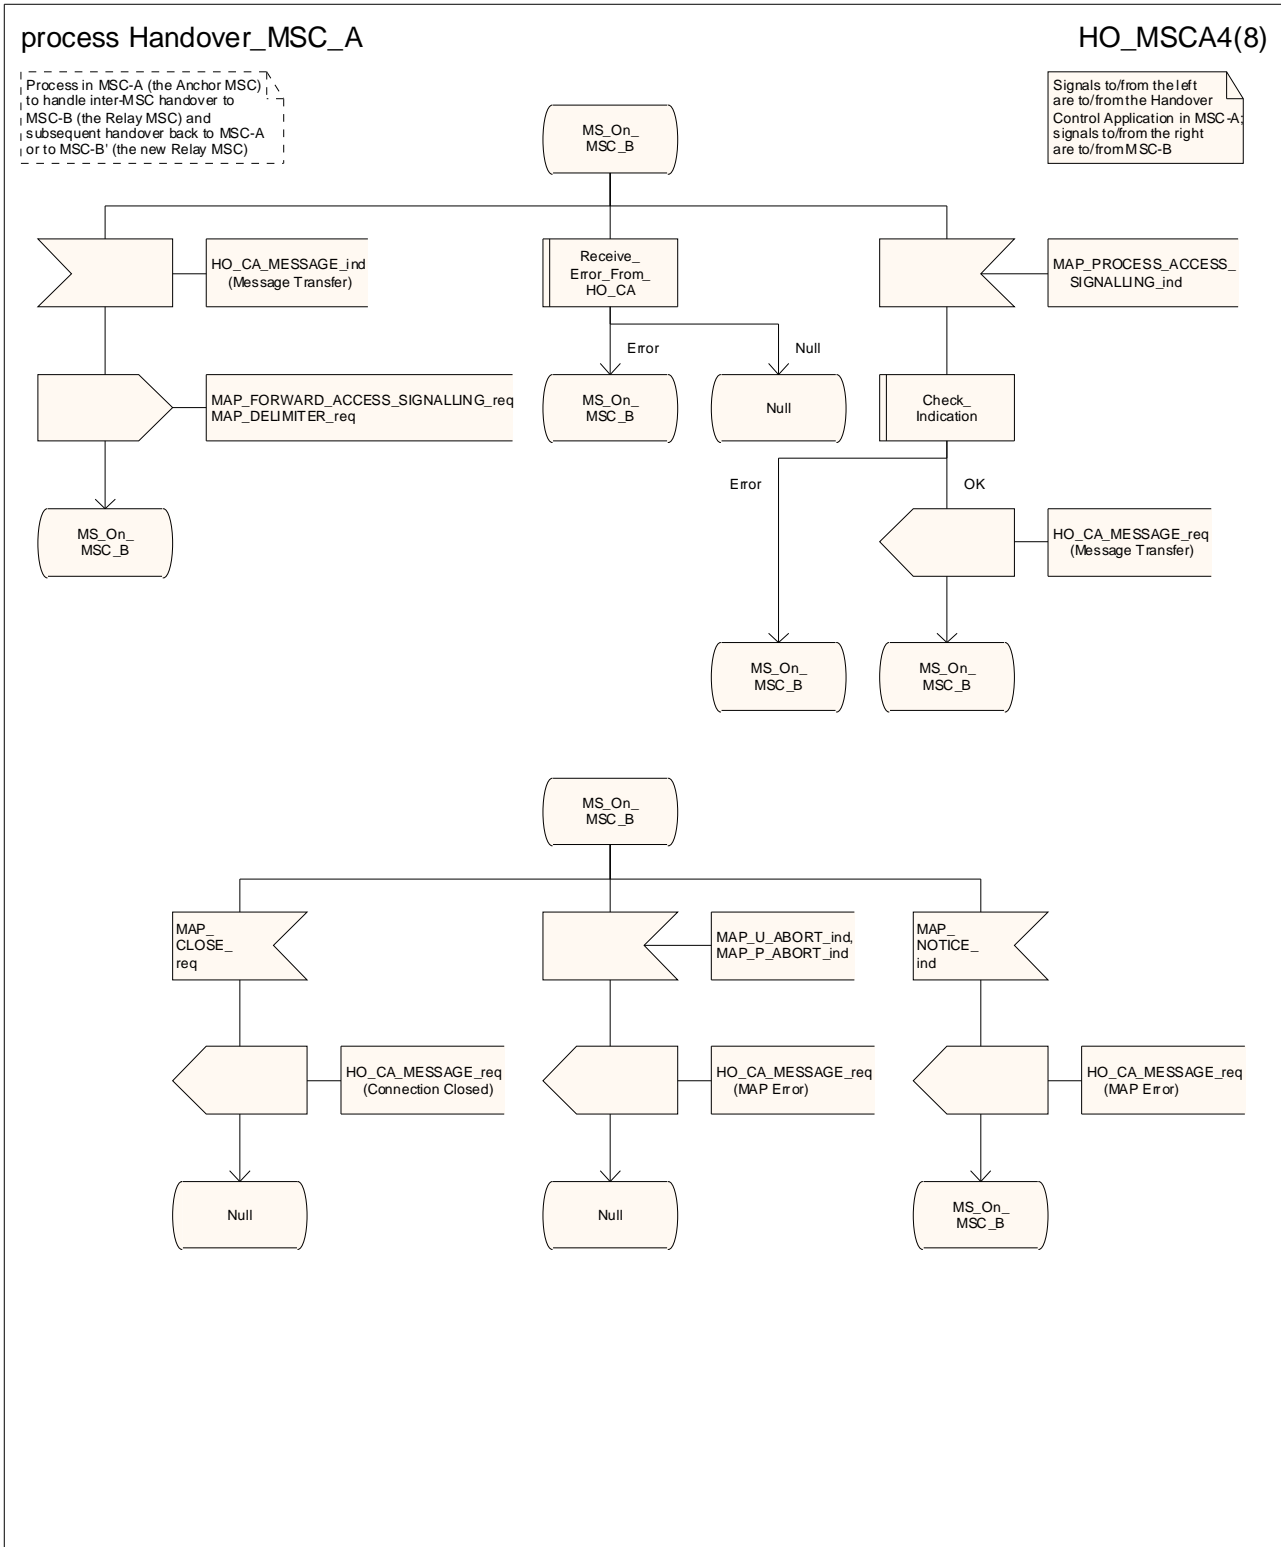 process Handover_MSC_A
HO_MSCA4(8)
Process in MSC-A (the Anchor MSC)
to handle inter-MSC handover to
MSC-B (the Relay MSC) and
subsequent handover back to MSC-A
or to MSC-B' (the new Relay MSC)
Signals to/from the left
are to/from the Handover
Control Application in MSC-A;
signals to/from the right
are to/from MSC-B
MS_On_
MSC_B
HO_CA_MESSAGE_ind
(Message Transfer)
Receive_
Error_From_
HO_CA
MAP_PROCESS_ACCESS_
SIGNALLING_ind
Error
Null
MAP_FORWARD_ACCESS_SIGNALLING_req
MAP_DELIMITER_req
MS_On_
MSC_B
Null
Check_
Indication
Error
OK
MS_On_
MSC_B
HO_CA_MESSAGE_req
(Message Transfer)
MS_On_
MSC_B
MS_On_
MSC_B
MS_On_
MSC_B
MAP_
CLOSE_
req
MAP_U_ABORT_ind,
MAP_P_ABORT_ind
MAP_
NOTICE_
ind
HO_CA_MESSAGE_req
(Connection Closed)
HO_CA_MESSAGE_req
(MAP Error)
HO_CA_MESSAGE_req
(MAP Error)
Null
Null
MS_On_
MSC_B